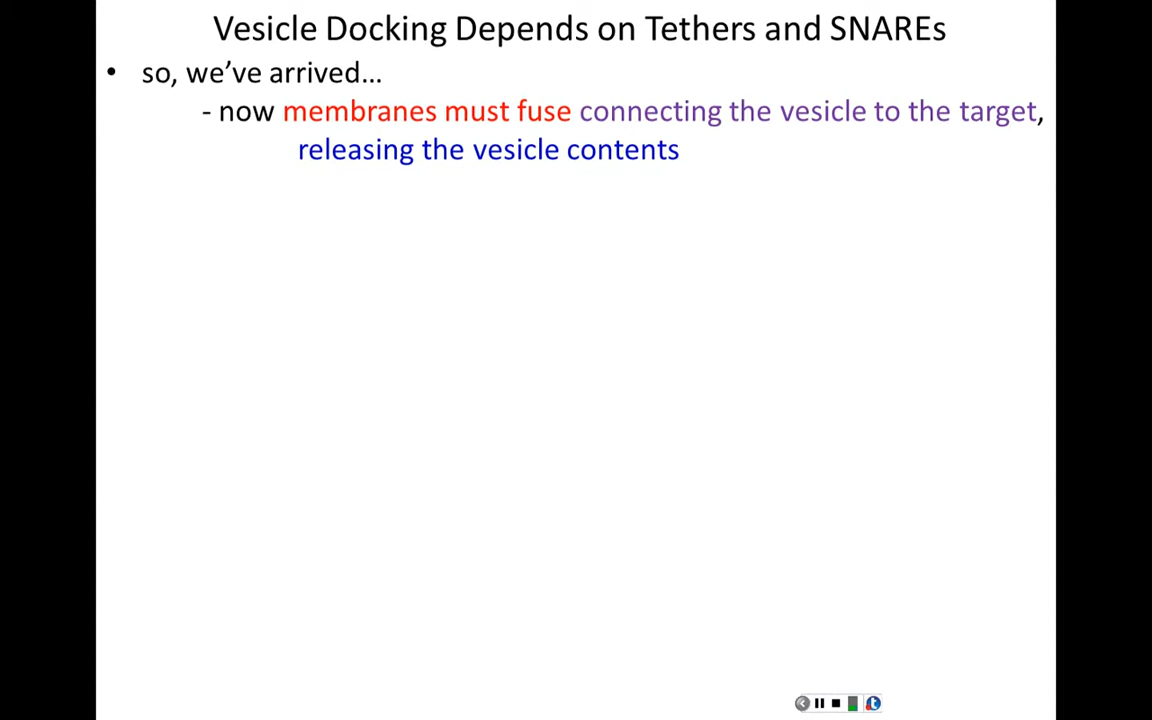 Vesicle Docking Depends on Tethers and SNAREs
• so, we've arrived...
- now membranes must fuse connecting the vesicle to the target,
releasing the vesicle contents